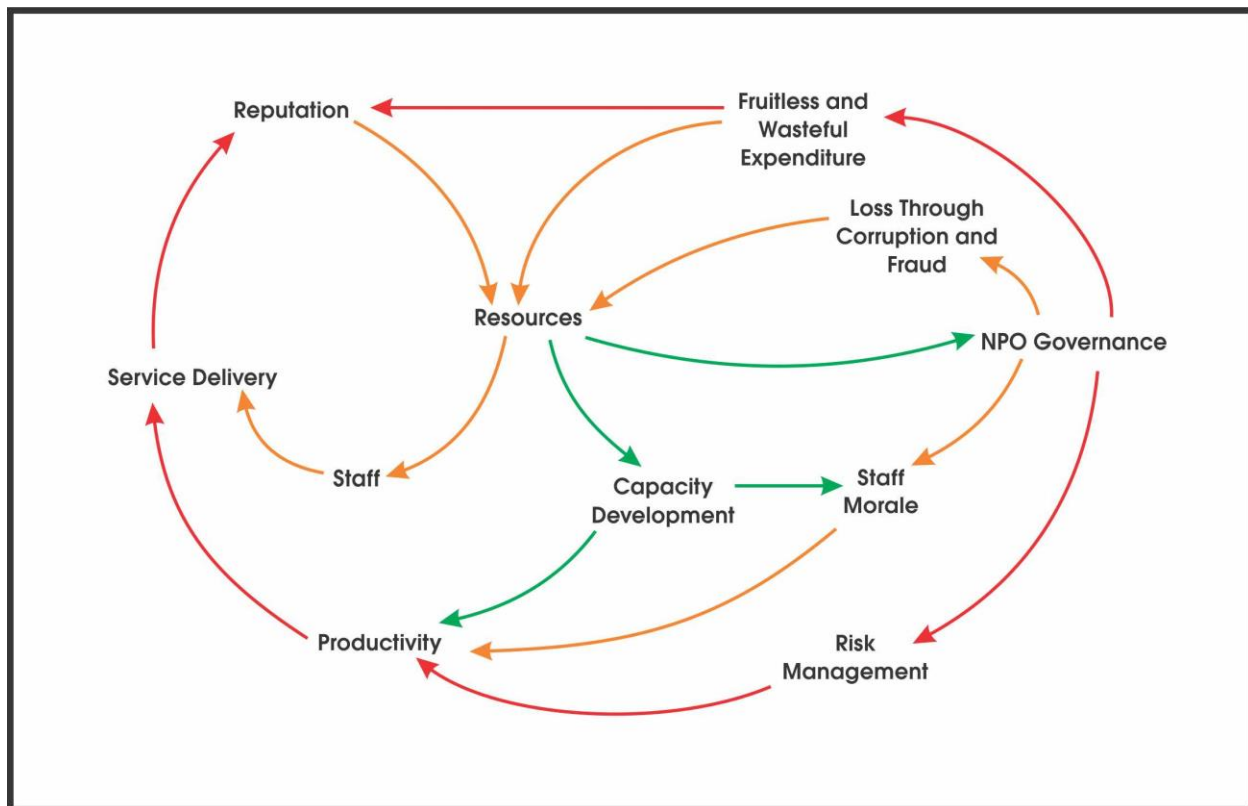 Reputation
Fruitless and
Wasteful
Expenditure
Loss Through
Corruption and
Fraud
Resources
NPO Governance
Service Delivery
Staff
Capacity
Development
Staff
Morale
Productivity
Risk
Management